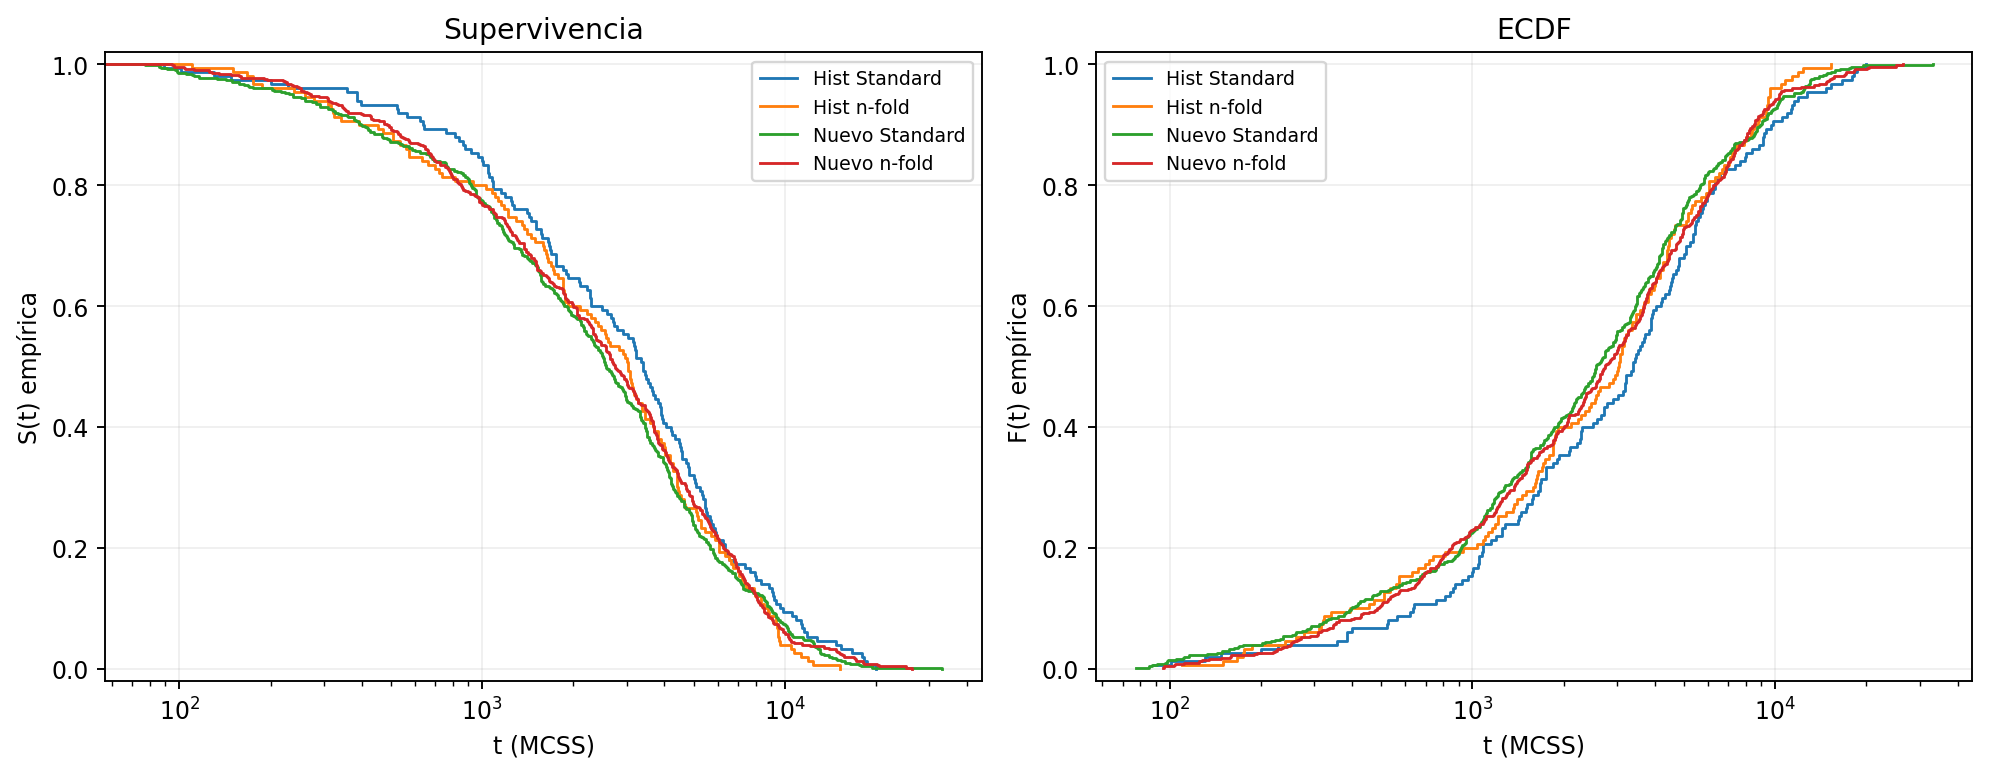 Supervivencia
1.0
0.8
0.6
0.4
0.2
0.0
S(t) empírica
Hist Standard
Hist n-fold
Nuevo Standard
Nuevo n-fold
10²
10³
10⁴
t (MCSS)
ECDF
1.0
0.8
0.6
0.4
0.2
0.0
F(t) empírica
Hist Standard
Hist n-fold
Nuevo Standard
Nuevo n-fold
10²
10³
10⁴
t (MCSS)